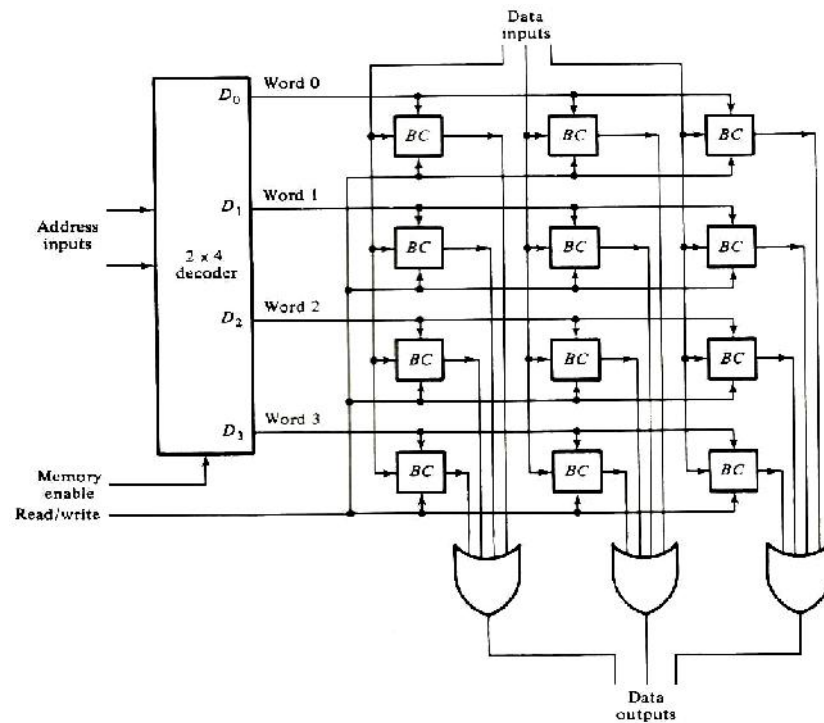 Data
inputs
Word 0
D0
BC BC BC
Word 1
D1
Address
inputs
2 x 4
decoder
BC BC BC
Word 2
D2
BC BC BC
Word 3
D3
BC BC BC
Memory
enable
Read/write
Data
outputs